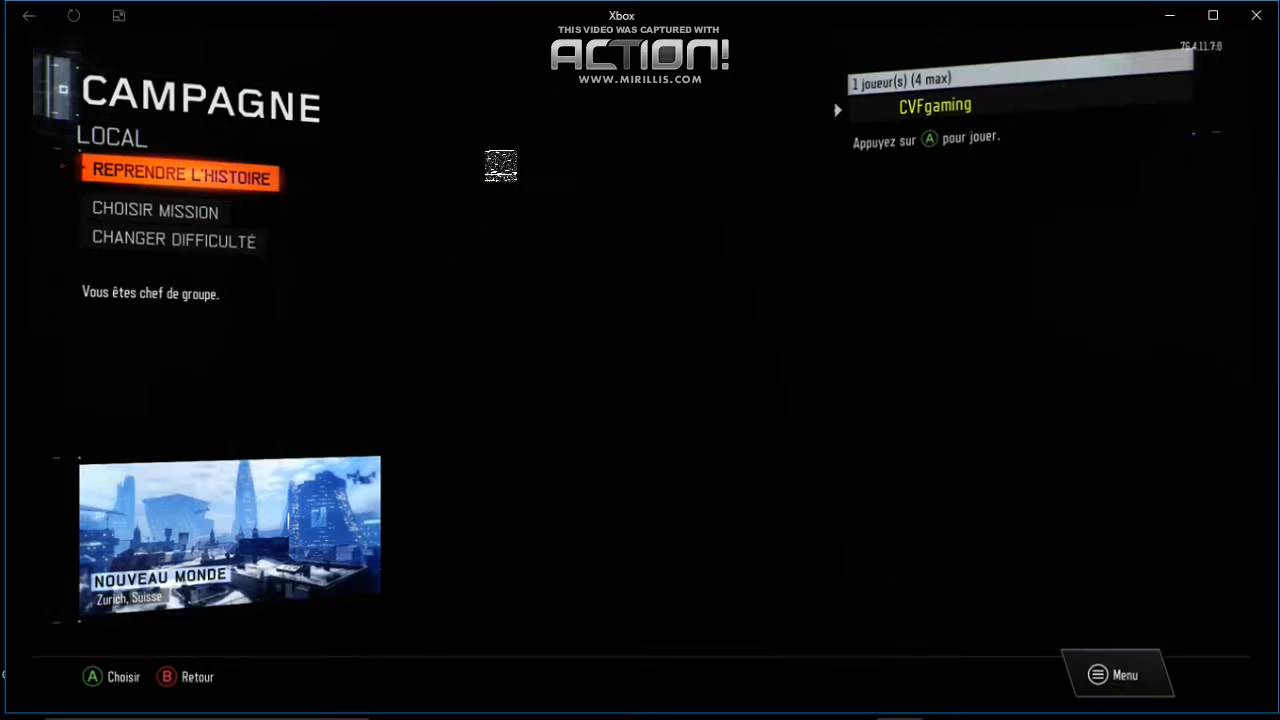 Xbox
THIS VIDEO WAS CAPTURED WITH
ACTION!
WWW.MIRILLIS.COM
CAMPAGNE
LOCAL
REPRENDRE L'HISTOIRE
CHOISIR MISSION
CHANGER DIFFICULTÉ
Vous êtes chef de groupe.
1 joueur(s) (4 max)
CVFgaming
Appuyez sur A pour jouer.
NOUVEAU MONDE
Zurich, Suisse
A Choisir B Retour
Menu